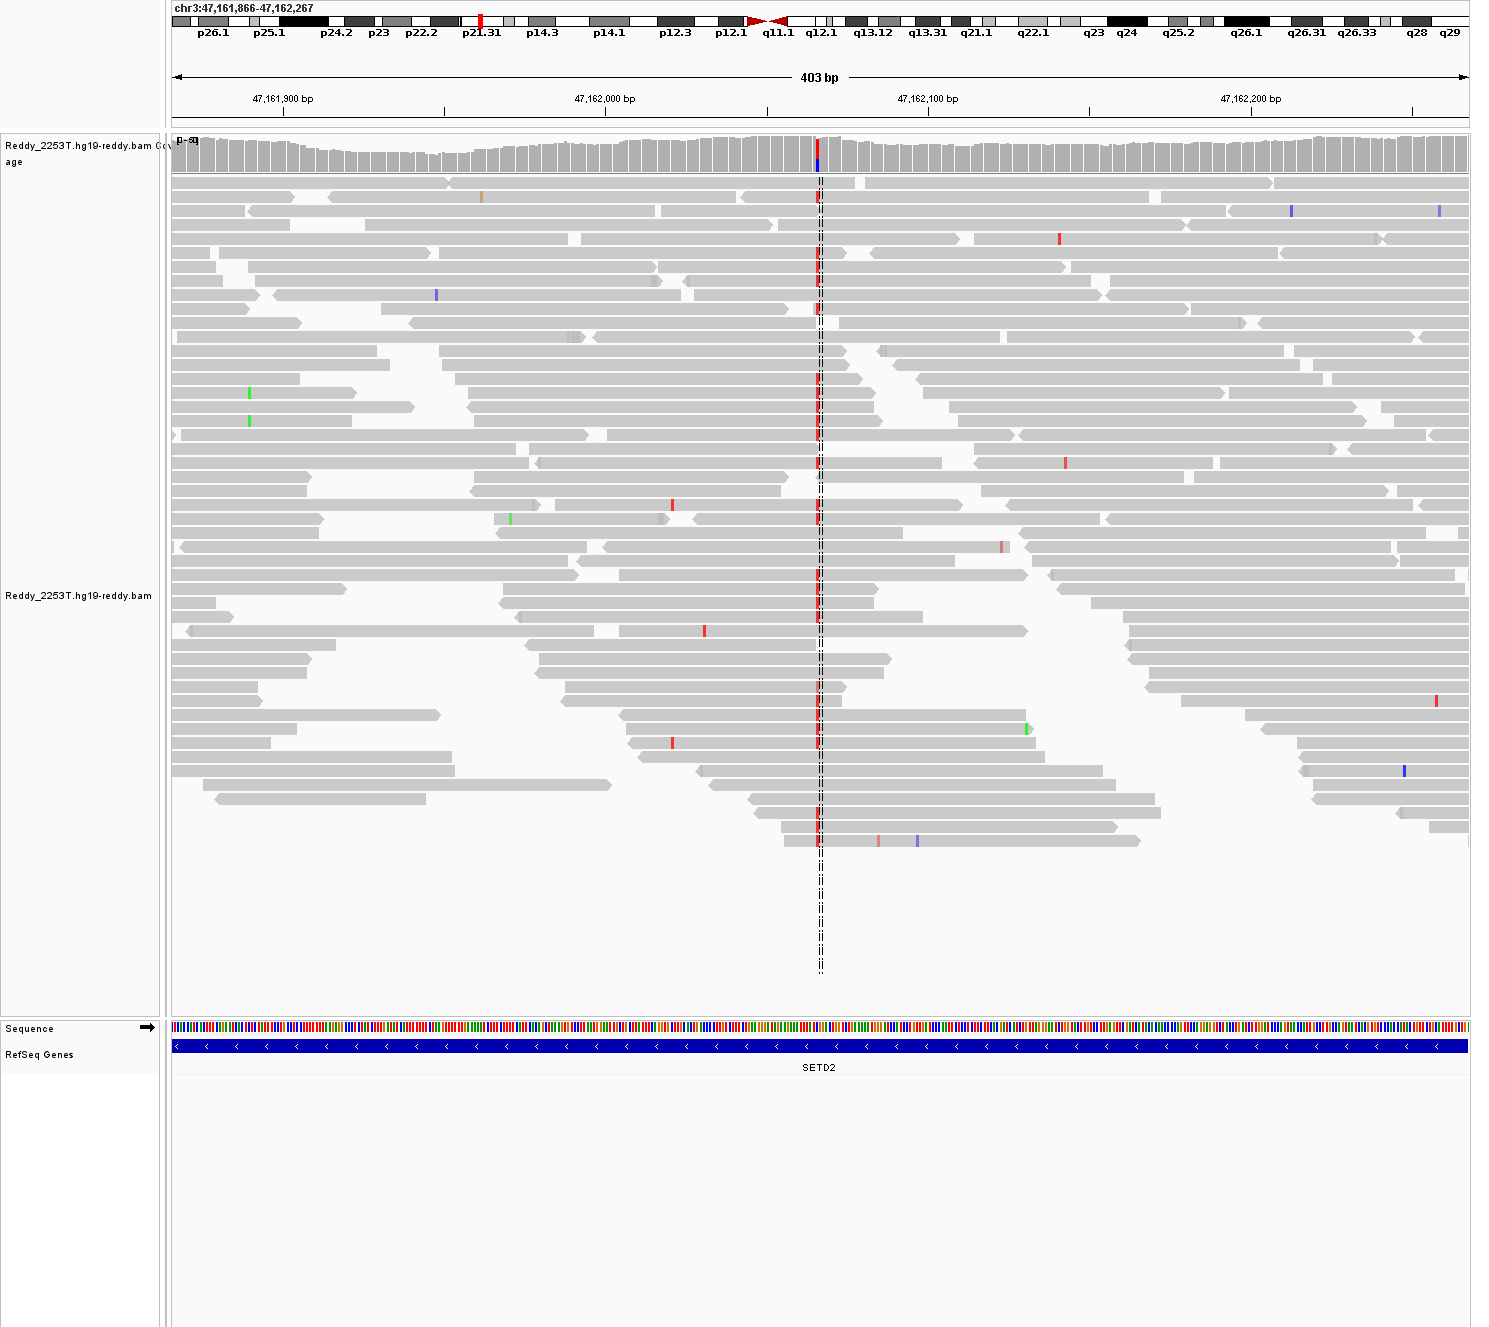 chr3:47,161,866-47,162,267
p26.1 p25.1 p24.2 p23 p22.2 p21.31 p14.3 p14.1 p12.3 p12.1 q11.1 q12.1 q13.12 q13.31 q21.1 q22.1 q23 q24 q25.2 q26.1 q26.31 q26.33 q28 q29
403 bp
47,161,900 bp 47,162,000 bp 47,162,100 bp 47,162,200 bp
Reddy_2253T.hg19-reddy.bam Cov
age
Reddy_2253T.hg19-reddy.bam
Sequence
RefSeq Genes
SETD2